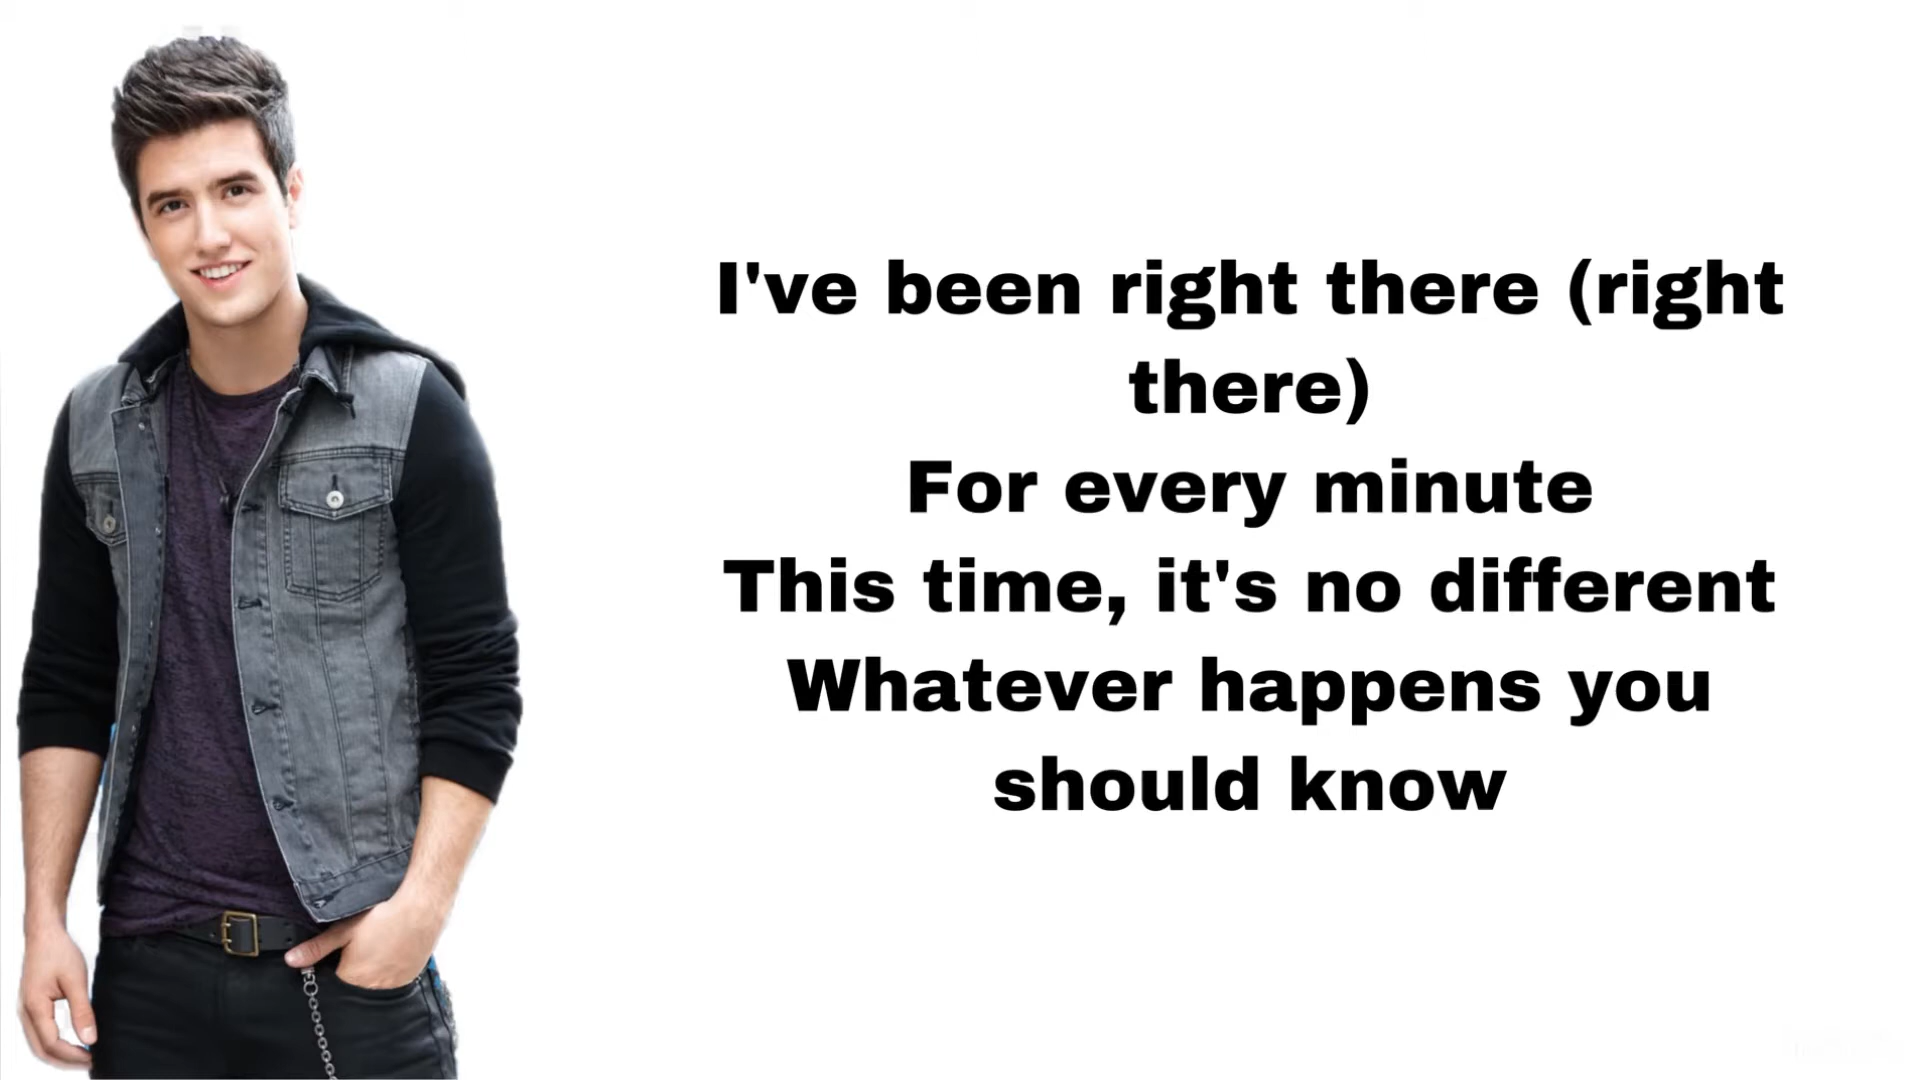 I've been right there (right
there)
For every minute
This time, it's no different
Whatever happens you
should know